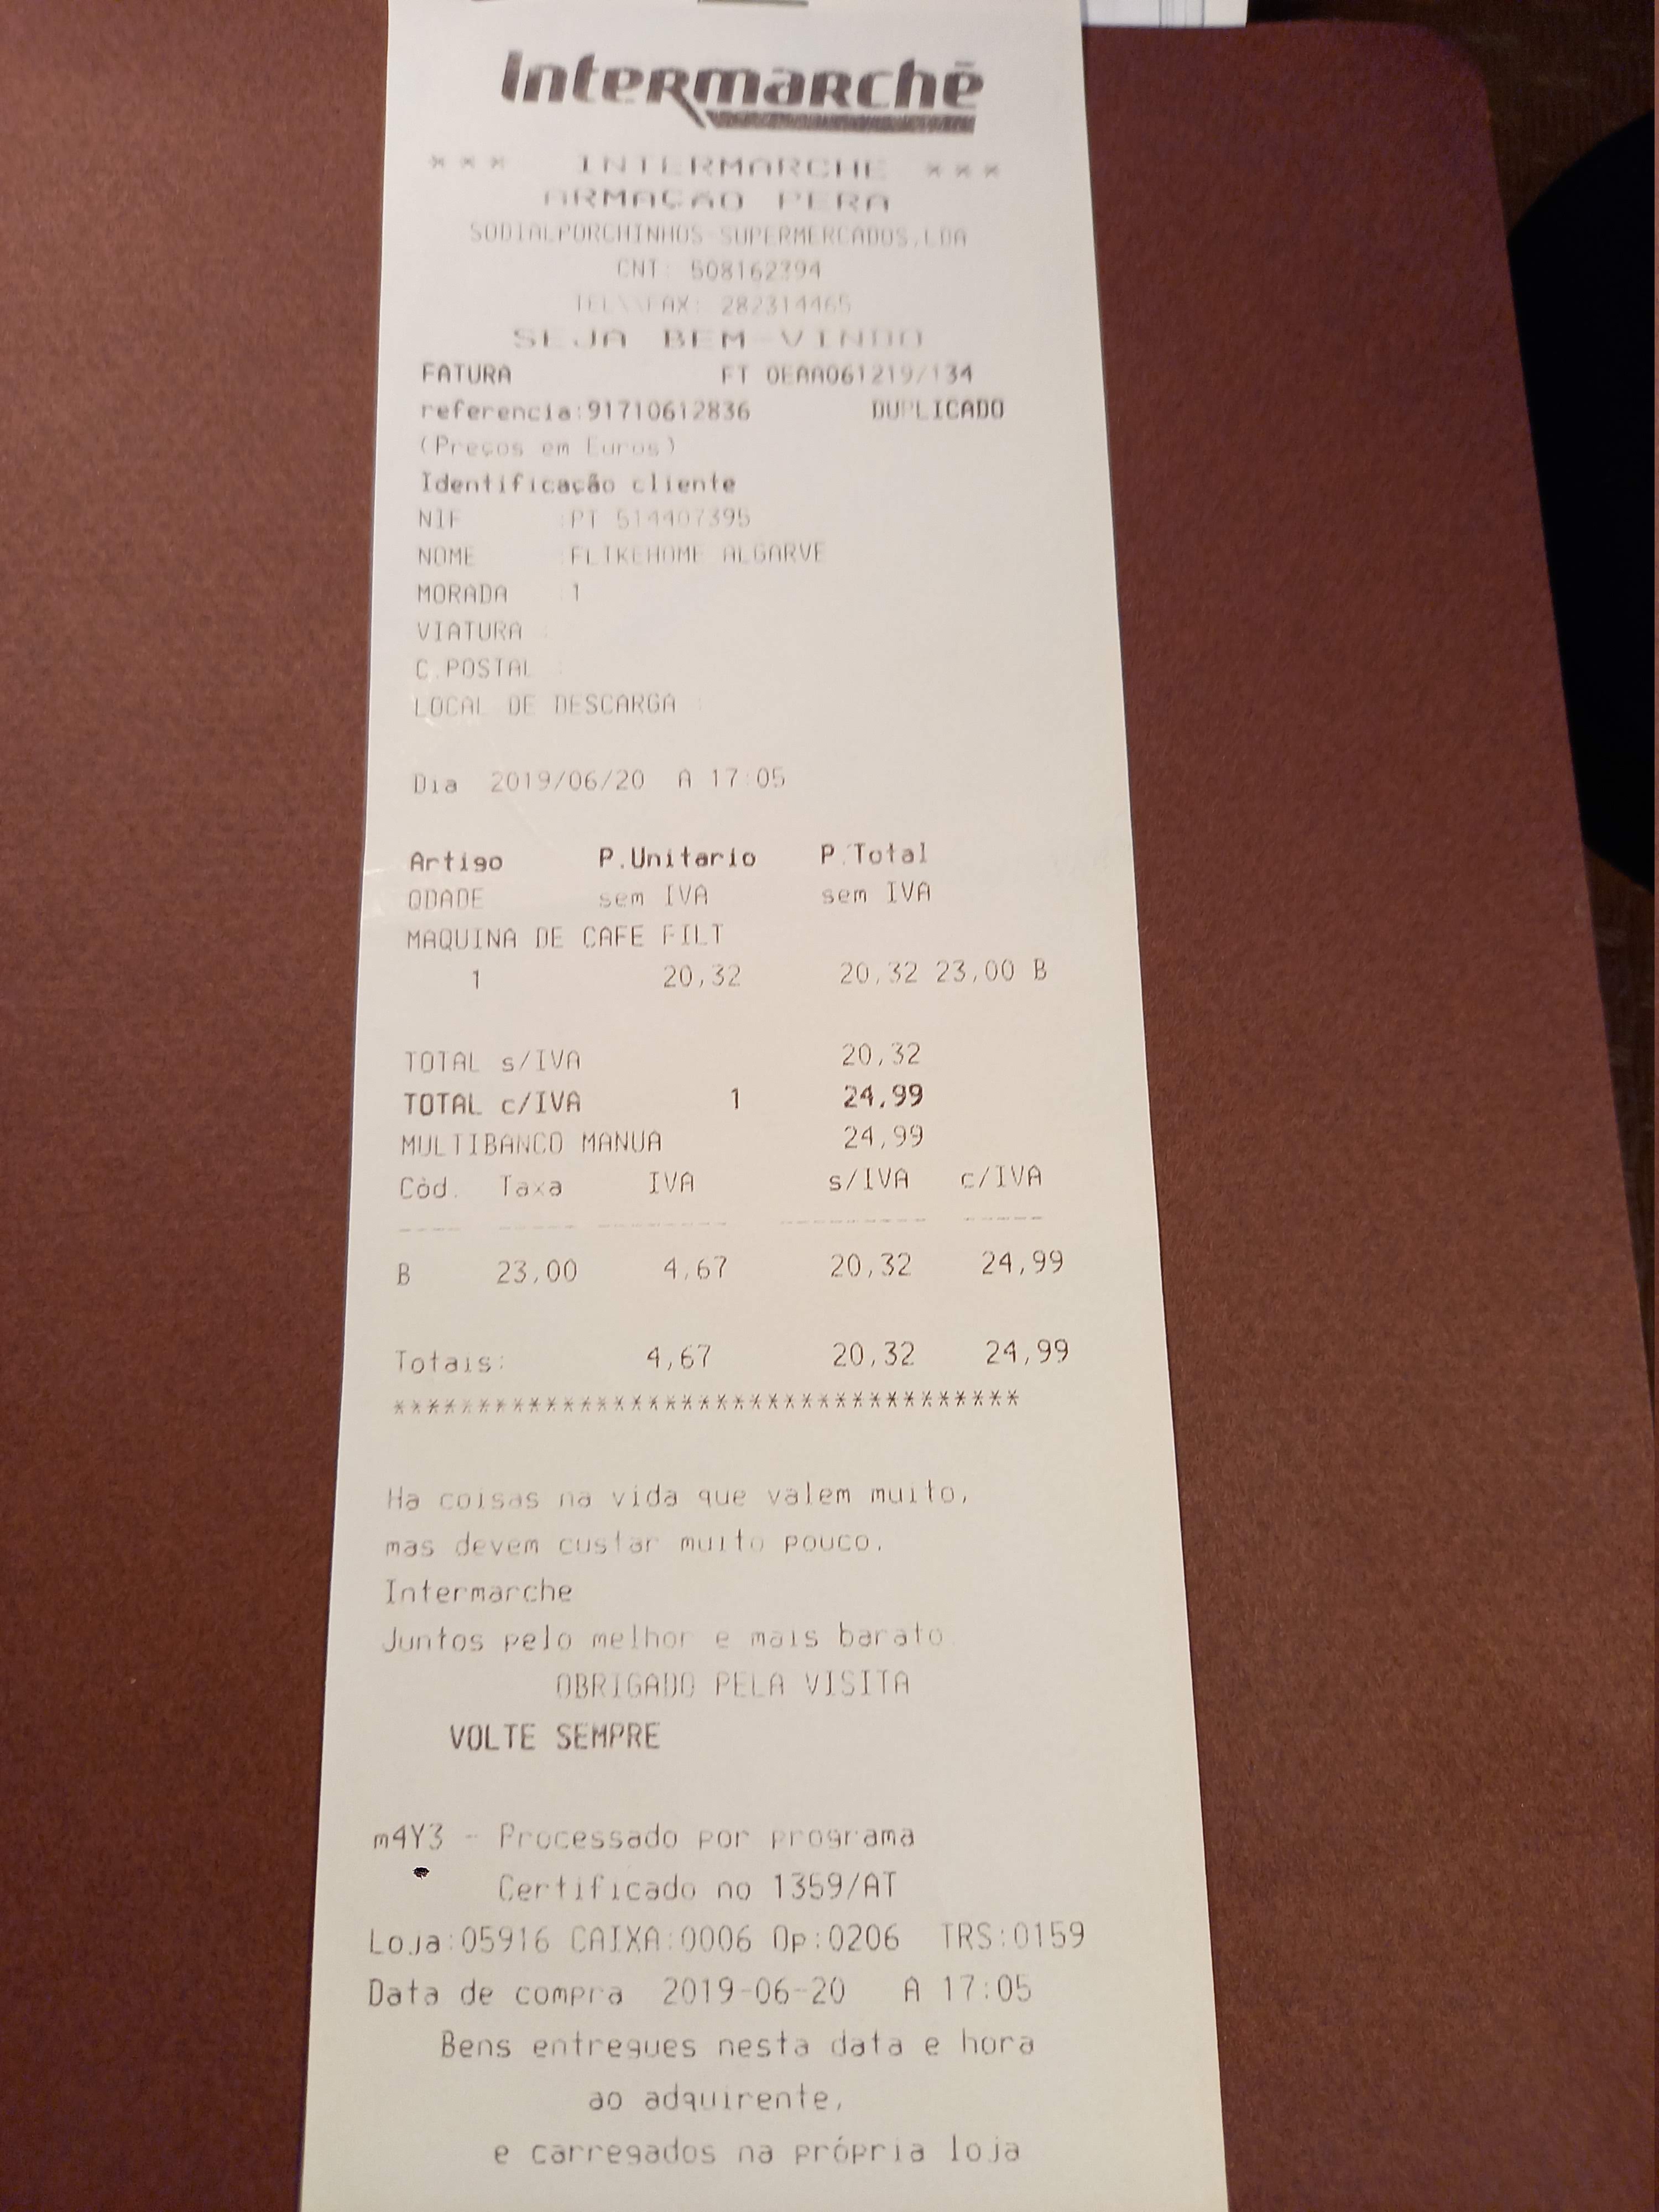 Intermarchē
*** INTERMARCHE ***
ARMAÇÃO PERA
SODIALPORCHINHOS-SUPERMERCADOS,LDA
CNT: 508162394
TEL\\FAX: 282314465
SEJA BEM-VINDO
FATURA FT 0EAA061219/134
referencia:91710612836 DUPLICADO
(Preços em Euros)
Identificação cliente
NIF :PT 514407395
NOME :FLIKEHOME ALGARVE
MORADA :1
VIATURA :
C.POSTAL :
LOCAL DE DESCARGA :
Dia 2019/06/20 A 17:05
Artigo P.Unitario P.Total
QDADE sem IVA sem IVA
MAQUINA DE CAFE FILT
1 20,32 20,32 23,00 B
TOTAL s/IVA 20,32
TOTAL c/IVA 1 24,99
MULTIBANCO MANUA 24,99
Còd. Taxa IVA s/IVA c/IVA
---- ----- -------- --------- -----
B 23,00 4,67 20,32 24,99
Totais: 4,67 20,32 24,99
*************************************
Ha coisas na vida que valem muito,
mas devem custar muito pouco.
Intermarche
Juntos pelo melhor e mais barato
OBRIGADO PELA VISITA
VOLTE SEMPRE
m4Y3 - Processado por programa
Certificado no 1359/AT
Loja:05916 CAIXA:0006 Op:0206 TRS:0159
Data de compra 2019-06-20 A 17:05
Bens entregues nesta data e hora
ao adquirente,
e carregados na própria loja